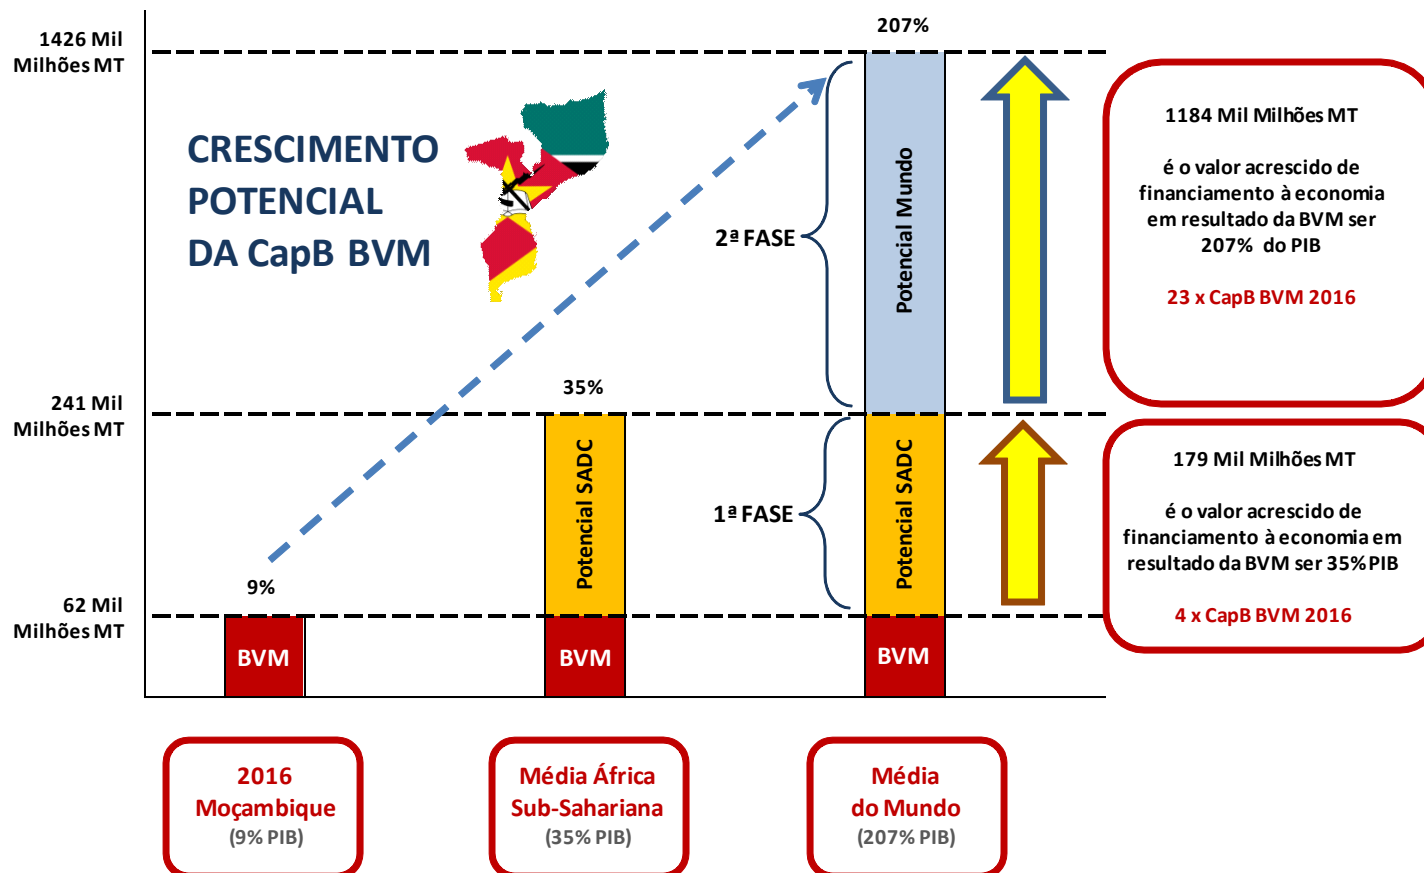 207%
1426 Mil
Milhões MT
CRESCIMENTO
POTENCIAL
DA CapB BVM
2ª FASE
Potencial Mundo
1184 Mil Milhões MT
é o valor acrescido de
financiamento à economia
em resultado da BVM ser
207% do PIB
23 x CapB BVM 2016
241 Mil
Milhões MT
35%
Potencial SADC
1ª FASE
Potencial SADC
179 Mil Milhões MT
é o valor acrescido de
financiamento à economia em
resultado da BVM ser 35% PIB
4 x CapB BVM 2016
9%
62 Mil
Milhões MT
BVM
BVM
BVM
2016
Moçambique
(9% PIB)
Média África
Sub-Sahariana
(35% PIB)
Média
do Mundo
(207% PIB)